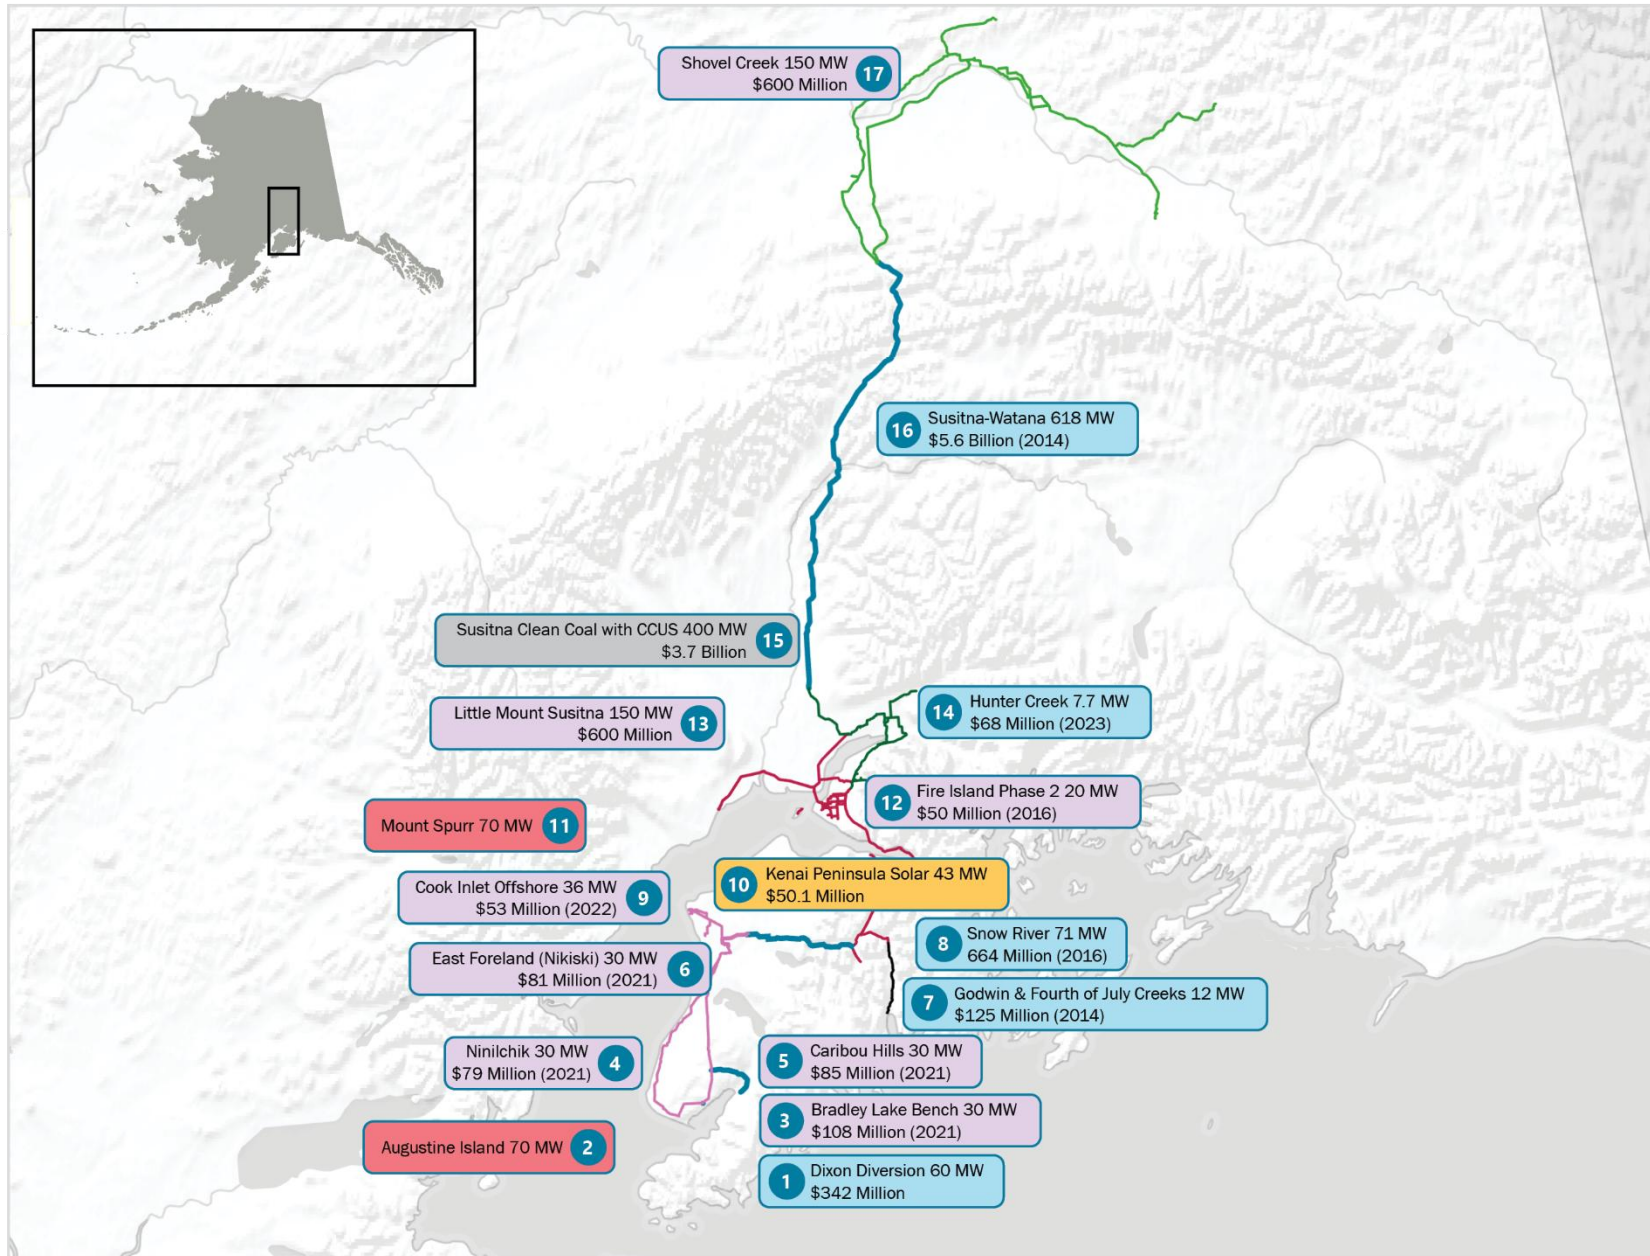 Shovel Creek 150 MW
$600 Million
17
16
Susitna-Watana 618 MW
$5.6 Billion (2014)
Susitna Clean Coal with CCUS 400 MW
$3.7 Billion
15
Little Mount Susitna 150 MW
$600 Million
13
14
Hunter Creek 7.7 MW
$68 Million (2023)
12
Fire Island Phase 2 20 MW
$50 Million (2016)
Mount Spurr 70 MW
11
10
Kenai Peninsula Solar 43 MW
$50.1 Million
Cook Inlet Offshore 36 MW
$53 Million (2022)
9
8
Snow River 71 MW
664 Million (2016)
East Foreland (Nikiski) 30 MW
$81 Million (2021)
6
7
Godwin & Fourth of July Creeks 12 MW
$125 Million (2014)
Ninilchik 30 MW
$79 Million (2021)
4
5
Caribou Hills 30 MW
$85 Million (2021)
3
Bradley Lake Bench 30 MW
$108 Million (2021)
Augustine Island 70 MW
2
1
Dixon Diversion 60 MW
$342 Million